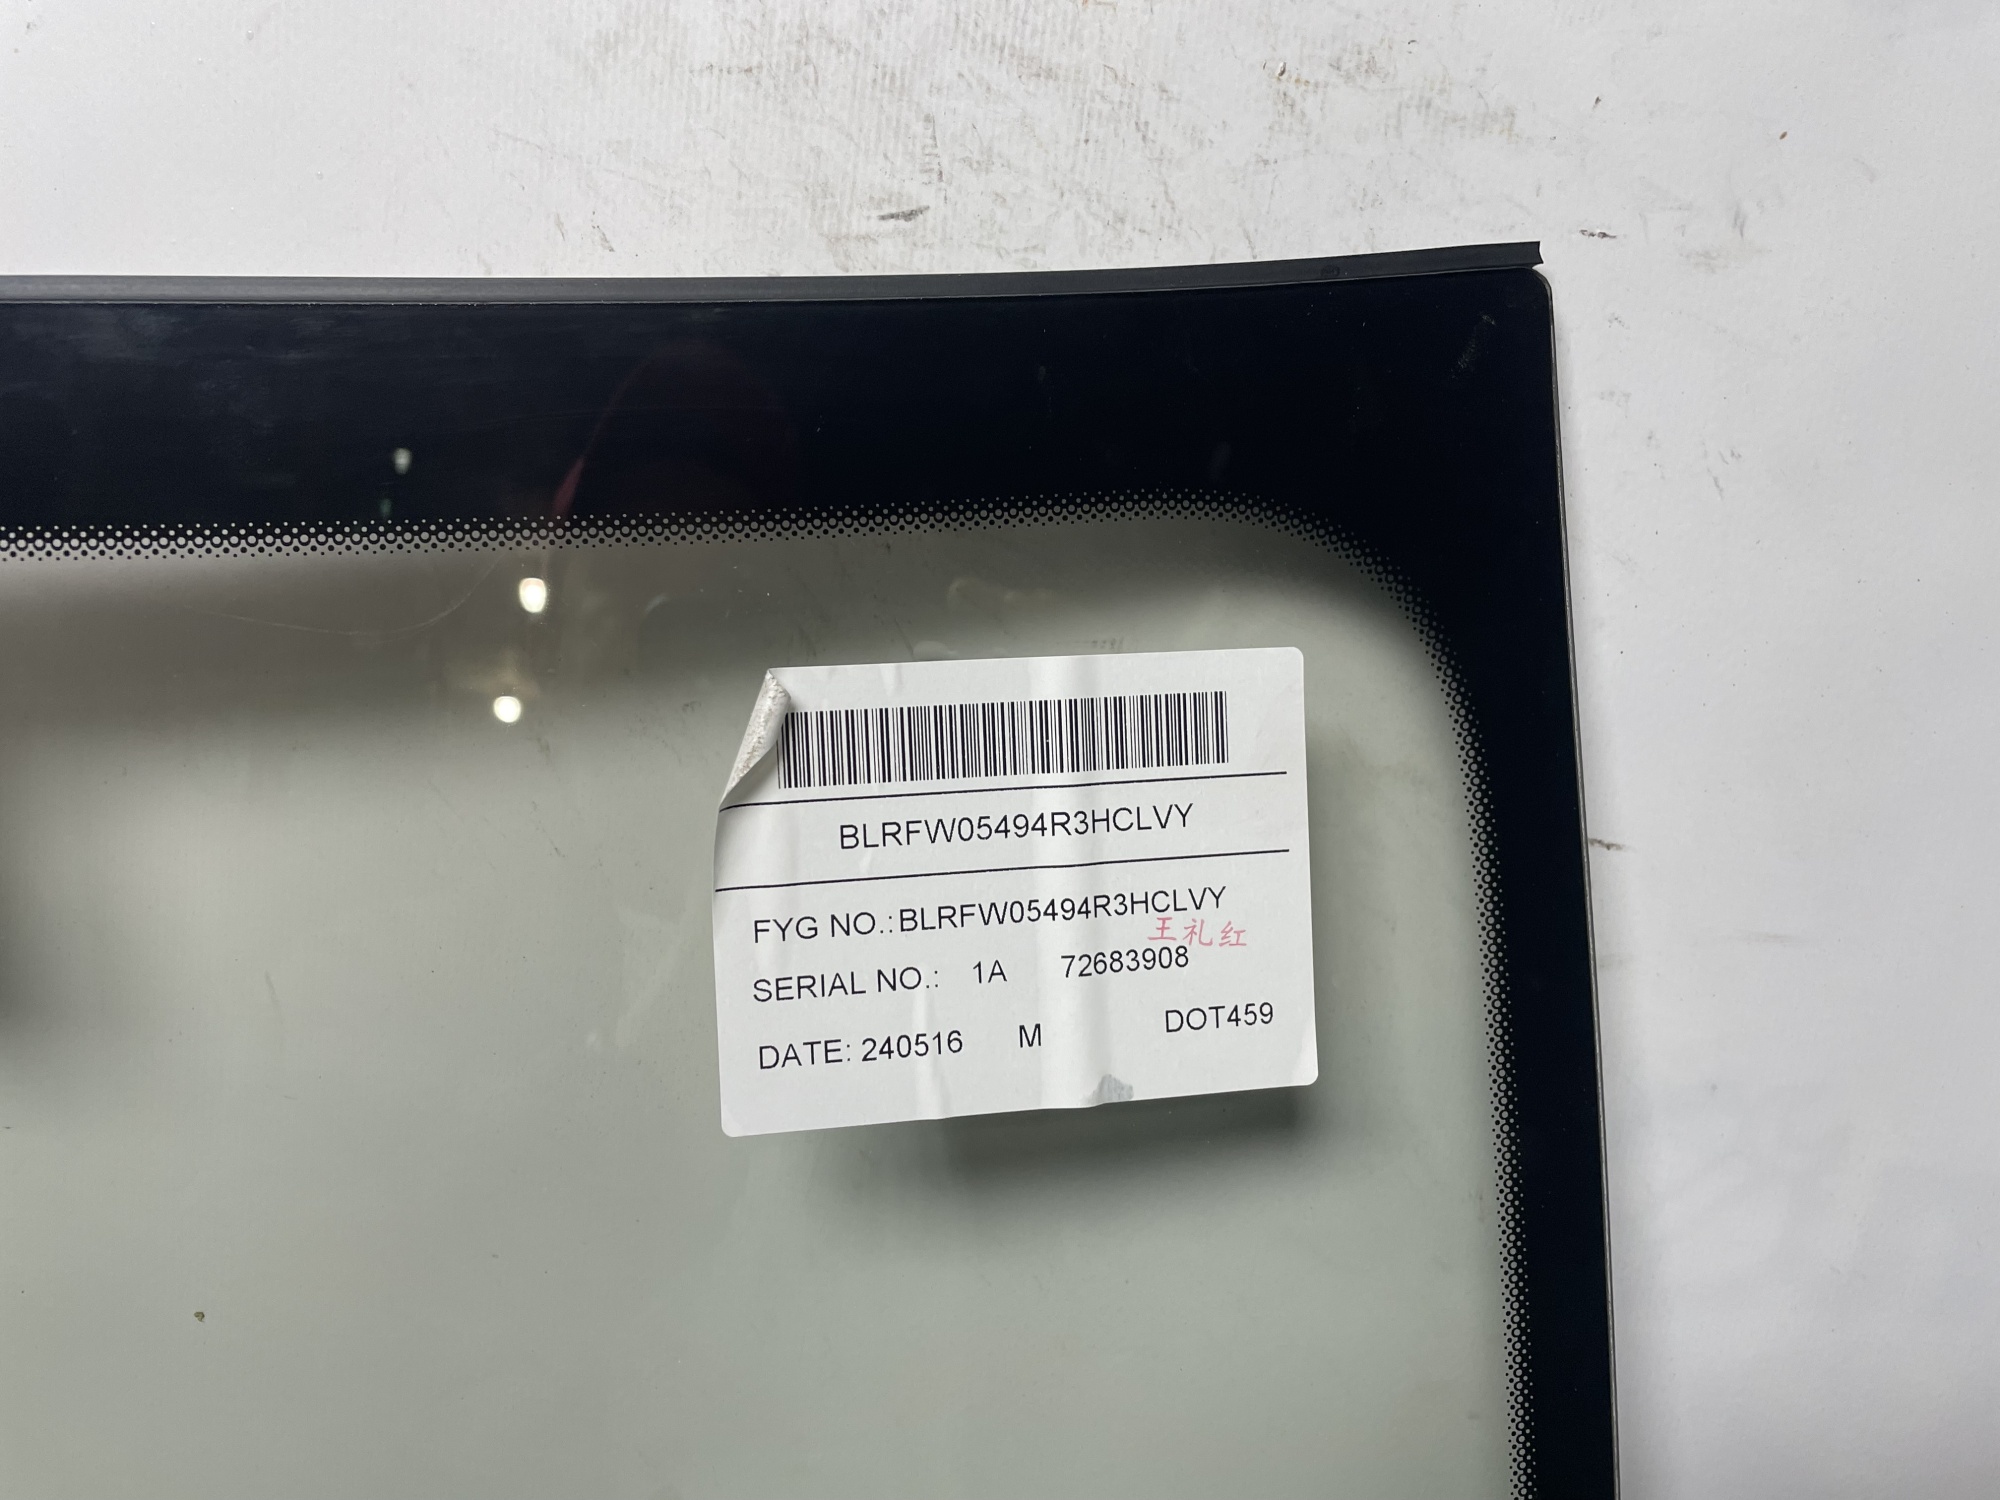 BLRFW05494R3HCLVY
FYG NO.:BLRFW05494R3HCLVY
王礼红
SERIAL NO.: 1A 72683908
DATE: 240516 M DOT459